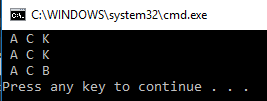 C:\WINDOWS\system32\cmd.exe
A C K
A C K
A C B
Press any key to continue . . .